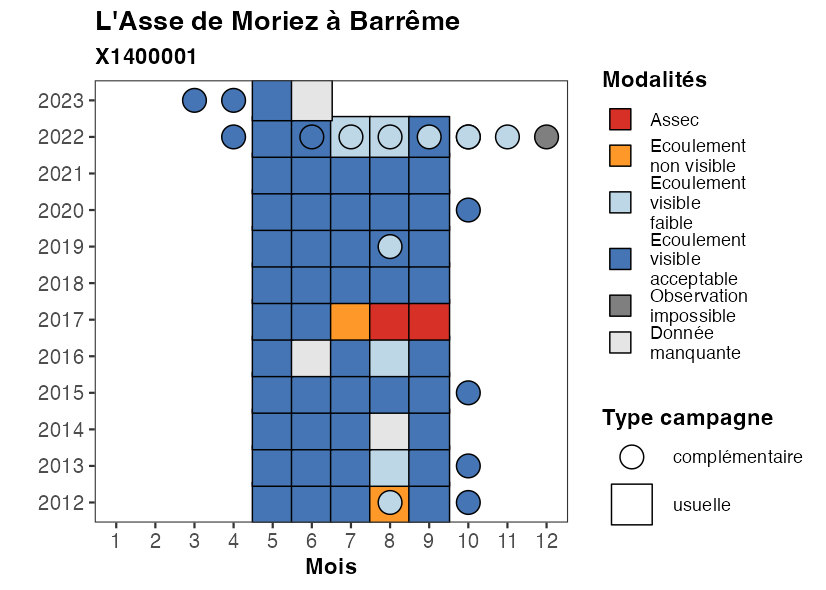 L'Asse de Moriez à Barrême
X1400001
2023
2022
2021
2020
2019
2018
2017
2016
2015
2014
2013
2012
1 2 3 4 5 6 7 8 9 10 11 12
Mois
Modalités
Assec
Ecoulement
non visible
Ecoulement
visible
faible
Ecoulement
visible
acceptable
Observation
impossible
Donnée
manquante
Type campagne
complémentaire
usuelle